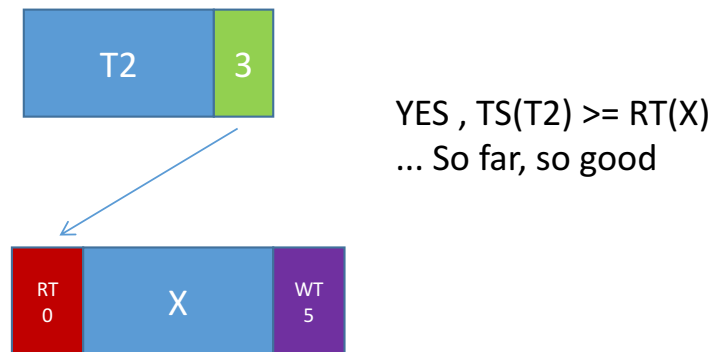 T2
3
YES , TS(T2) >= RT(X)
... So far, so good
RT
0
X
WT
5